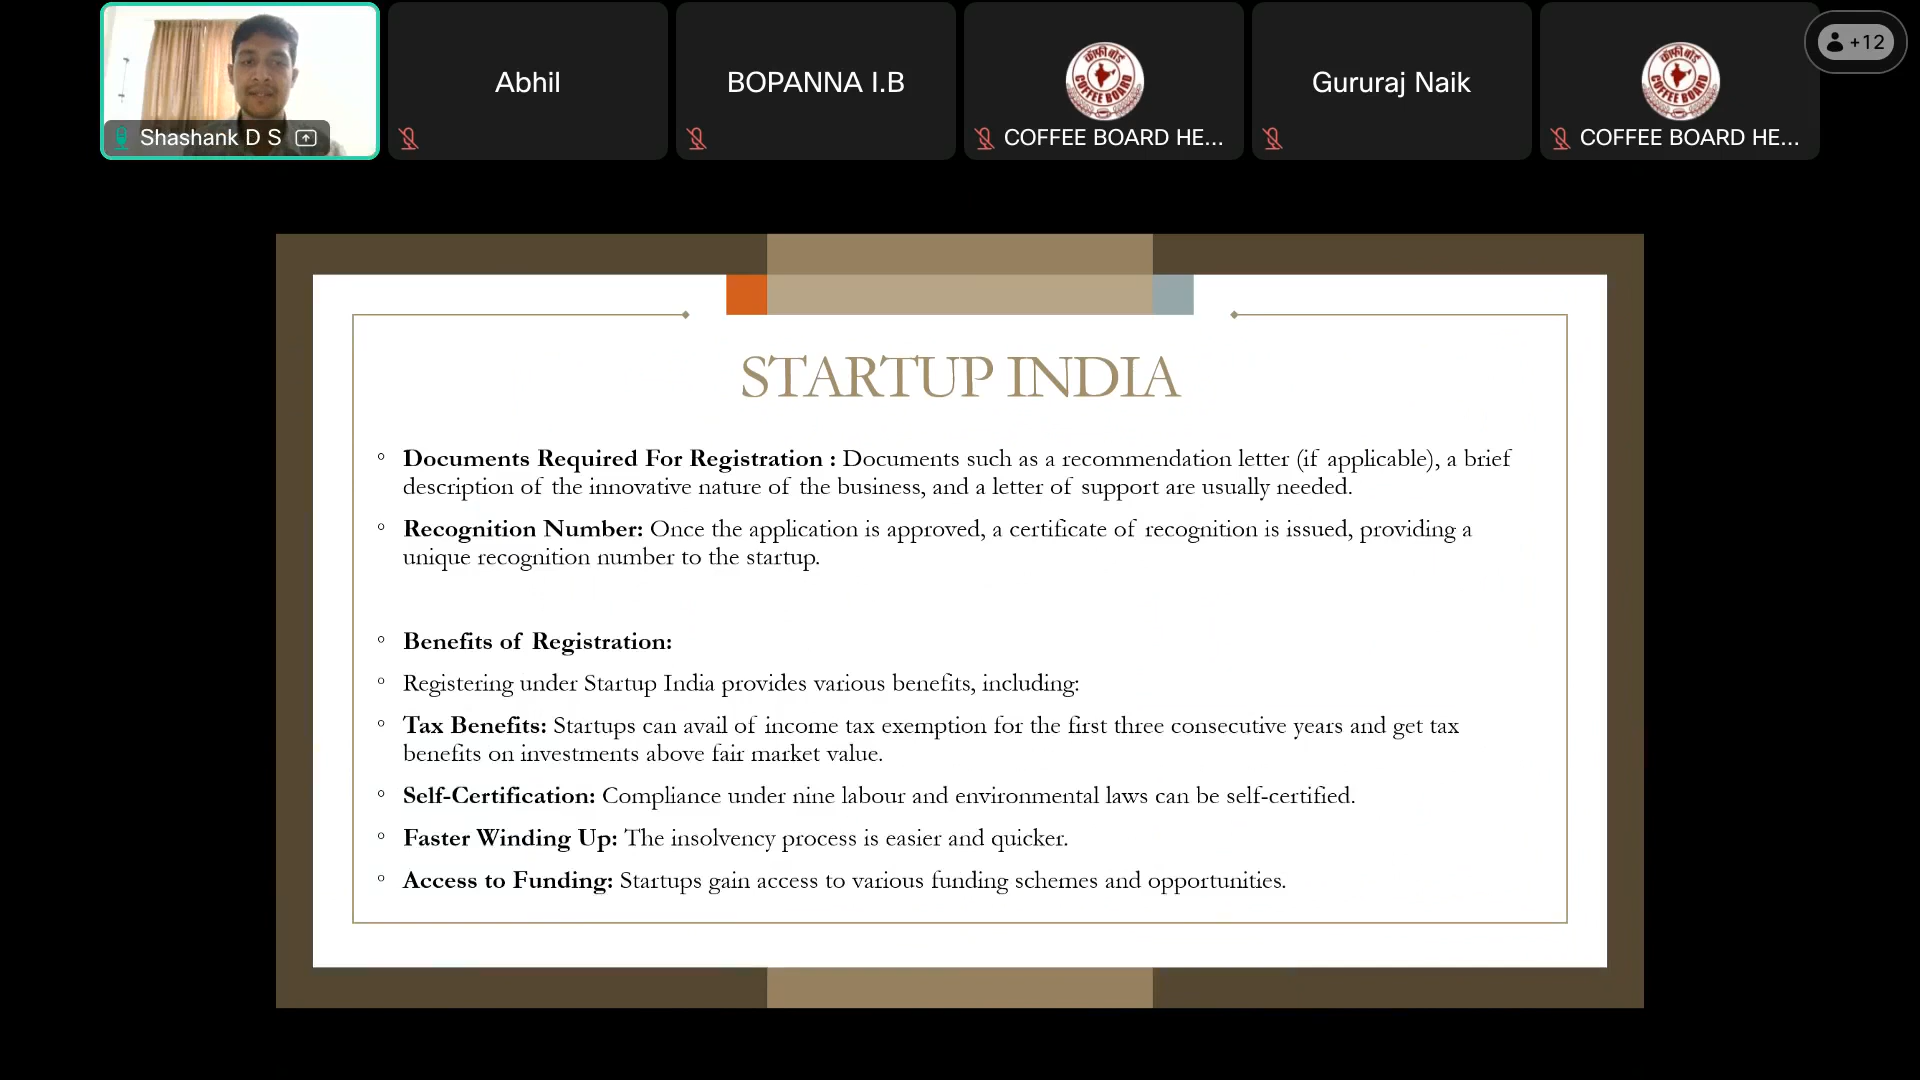 Shashank D S
Abhil
BOPANNA I.B
कॉफी बोर्ड
COFFEE BOARD
COFFEE BOARD HE...
Gururaj Naik
कॉफी बोर्ड
COFFEE BOARD
COFFEE BOARD HE...
+12
STARTUP INDIA
◦ Documents Required For Registration : Documents such as a recommendation letter (if applicable), a brief
description of the innovative nature of the business, and a letter of support are usually needed.
◦ Recognition Number: Once the application is approved, a certificate of recognition is issued, providing a
unique recognition number to the startup.
◦ Benefits of Registration:
◦ Registering under Startup India provides various benefits, including:
◦ Tax Benefits: Startups can avail of income tax exemption for the first three consecutive years and get tax
benefits on investments above fair market value.
◦ Self-Certification: Compliance under nine labour and environmental laws can be self-certified.
◦ Faster Winding Up: The insolvency process is easier and quicker.
◦ Access to Funding: Startups gain access to various funding schemes and opportunities.